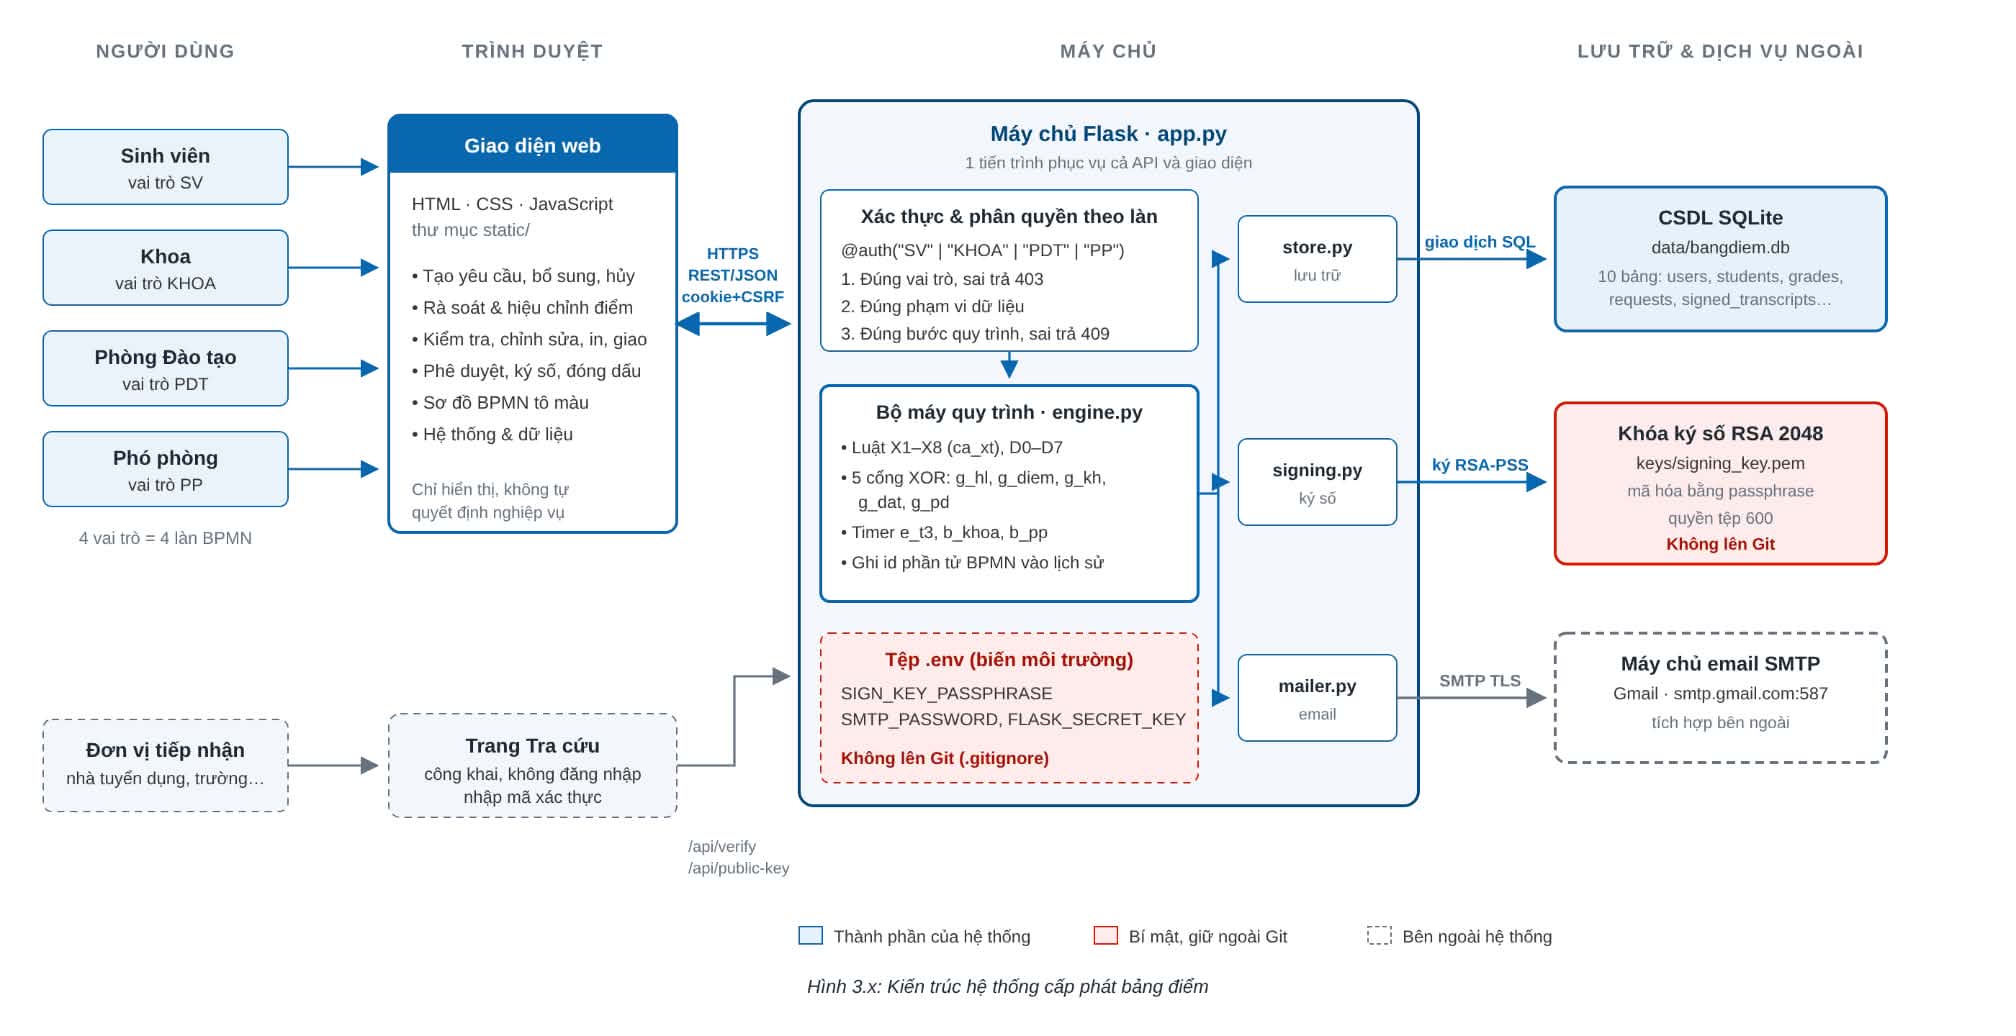 NGƯỜI DÙNG
TRÌNH DUYỆT
MÁY CHỦ
LƯU TRỮ & DỊCH VỤ NGOÀI
Sinh viên
vai trò SV
Khoa
vai trò KHOA
Phòng Đào tạo
vai trò PDT
Phó phòng
vai trò PP
4 vai trò = 4 làn BPMN
Giao diện web
HTML · CSS · JavaScript
thư mục static/
• Tạo yêu cầu, bổ sung, hủy
• Rà soát & hiệu chỉnh điểm
• Kiểm tra, chỉnh sửa, in, giao
• Phê duyệt, ký số, đóng dấu
• Sơ đồ BPMN tô màu
• Hệ thống & dữ liệu
Chỉ hiển thị, không tự
quyết định nghiệp vụ
HTTPS
REST/JSON
cookie+CSRF
Máy chủ Flask · app.py
1 tiến trình phục vụ cả API và giao diện
Xác thực & phân quyền theo làn
@auth("SV" | "KHOA" | "PDT" | "PP")
1. Đúng vai trò, sai trả 403
2. Đúng phạm vi dữ liệu
3. Đúng bước quy trình, sai trả 409
Bộ máy quy trình · engine.py
• Luật X1–X8 (ca_xt), D0–D7
• 5 cổng XOR: g_hl, g_diem, g_kh,
g_dat, g_pd
• Timer e_t3, b_khoa, b_pp
• Ghi id phần tử BPMN vào lịch sử
Tệp .env (biến môi trường)
SIGN_KEY_PASSPHRASE
SMTP_PASSWORD, FLASK_SECRET_KEY
Không lên Git (.gitignore)
store.py
lưu trữ
signing.py
ký số
mailer.py
email
giao dịch SQL
ký RSA-PSS
SMTP TLS
CSDL SQLite
data/bangdiem.db
10 bảng: users, students, grades,
requests, signed_transcripts…
Khóa ký số RSA 2048
keys/signing_key.pem
mã hóa bằng passphrase
quyền tệp 600
Không lên Git
Máy chủ email SMTP
Gmail · smtp.gmail.com:587
tích hợp bên ngoài
Đơn vị tiếp nhận
nhà tuyển dụng, trường…
Trang Tra cứu
công khai, không đăng nhập
nhập mã xác thực
/api/verify
/api/public-key
Thành phần của hệ thống
Bí mật, giữ ngoài Git
Bên ngoài hệ thống
Hình 3.x: Kiến trúc hệ thống cấp phát bảng điểm